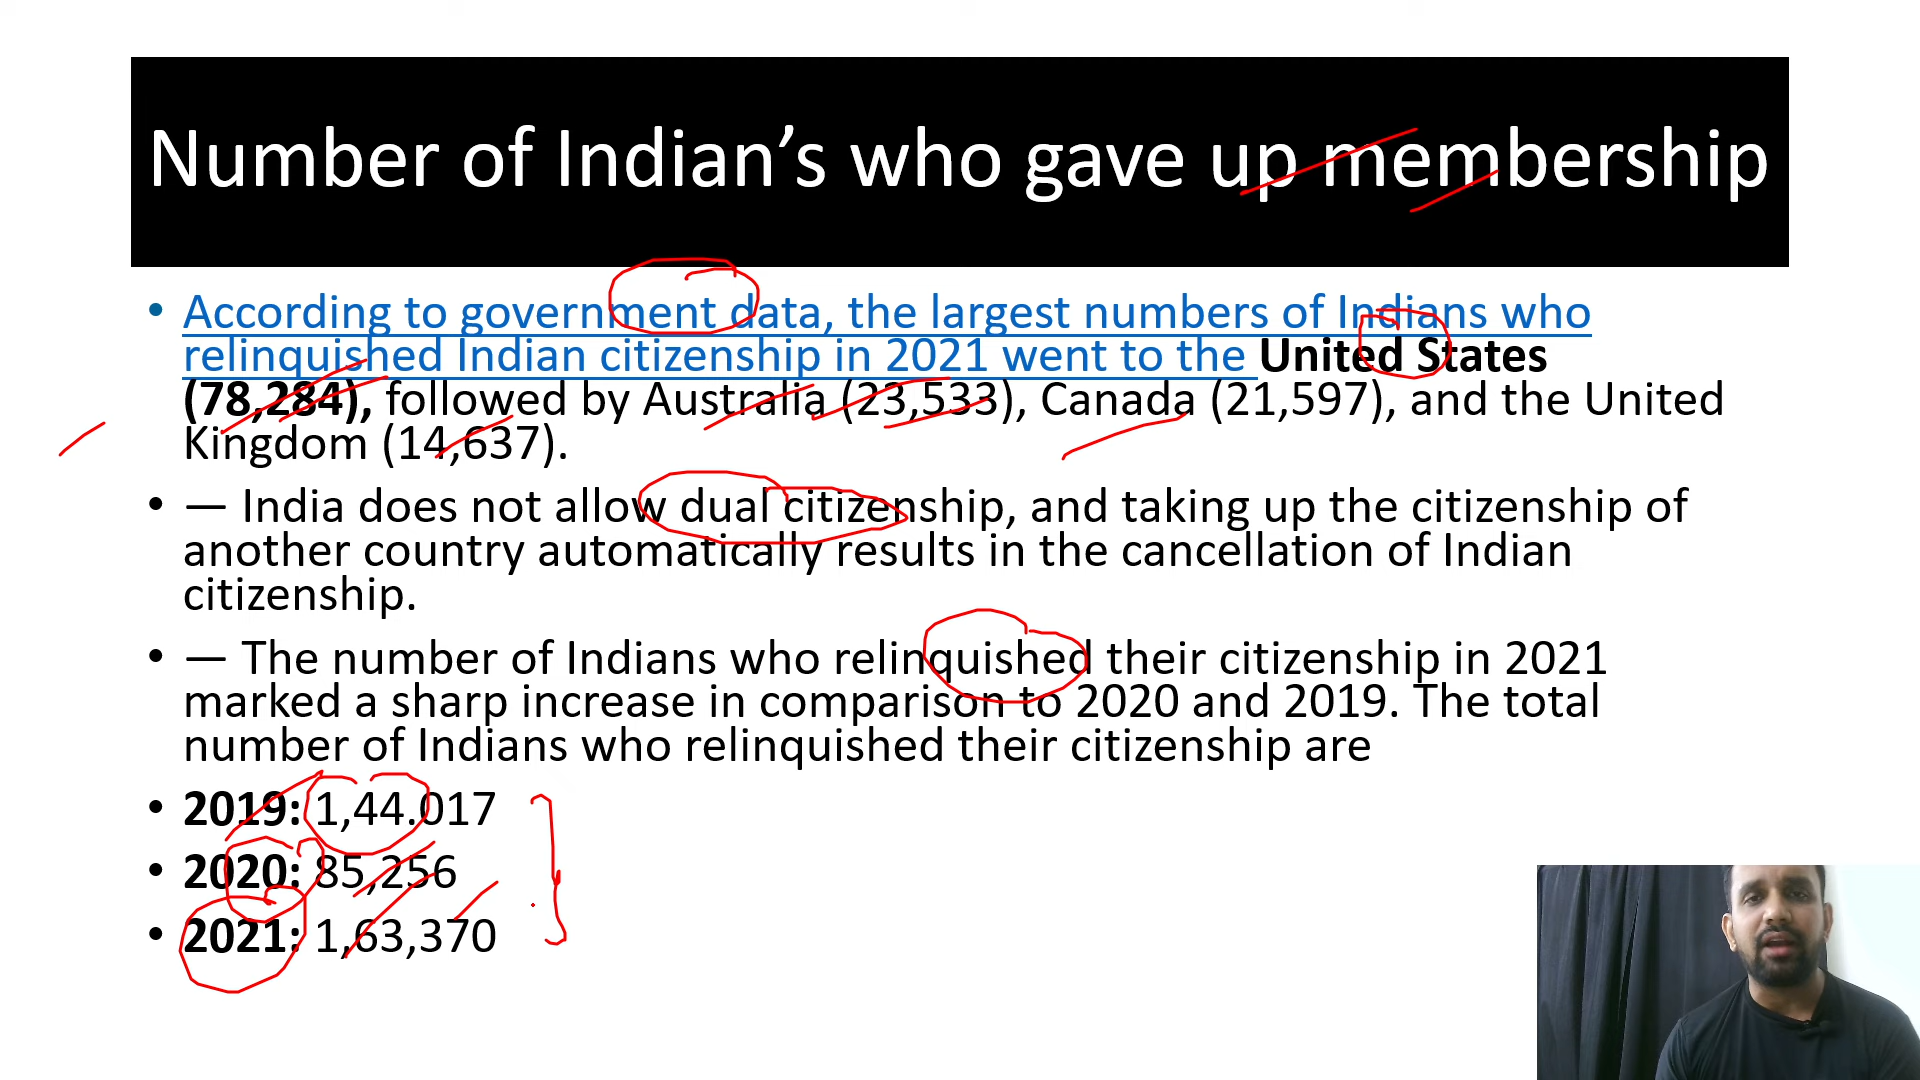 Number of Indian’s who gave up membership
• According to government data, the largest numbers of Indians who
relinquished Indian citizenship in 2021 went to the United States
(78,284), followed by Australia (23,533), Canada (21,597), and the United
Kingdom (14,637).
• — India does not allow dual citizenship, and taking up the citizenship of
another country automatically results in the cancellation of Indian
citizenship.
• — The number of Indians who relinquished their citizenship in 2021
marked a sharp increase in comparison to 2020 and 2019. The total
number of Indians who relinquished their citizenship are
• 2019: 1,44.017
• 2020: 85,256
• 2021: 1,63,370